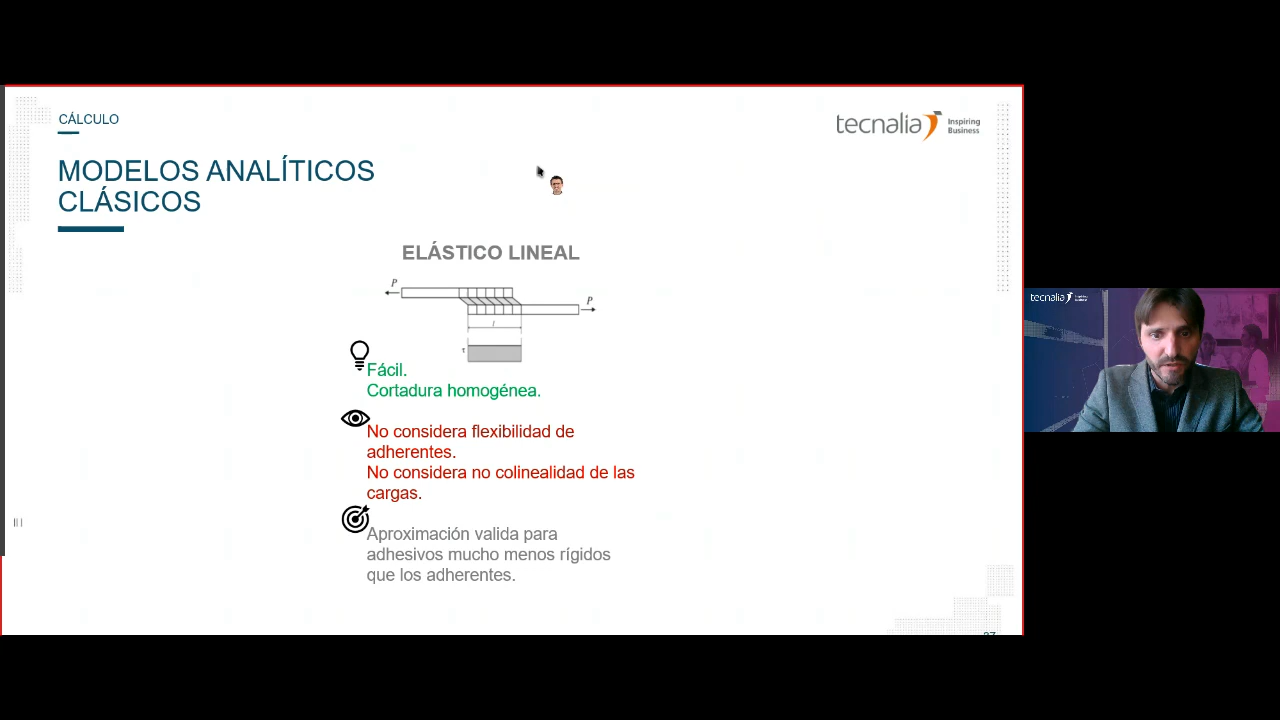 CÁLCULO
tecnalia Inspiring
Business
MODELOS ANALÍTICOS
CLÁSICOS
ELÁSTICO LINEAL
P
P
l
τ
Fácil.
Cortadura homogénea.
No considera flexibilidad de
adherentes.
No considera no colinealidad de las
cargas.
Aproximación valida para
adhesivos mucho menos rígidos
que los adherentes.
tecnalia